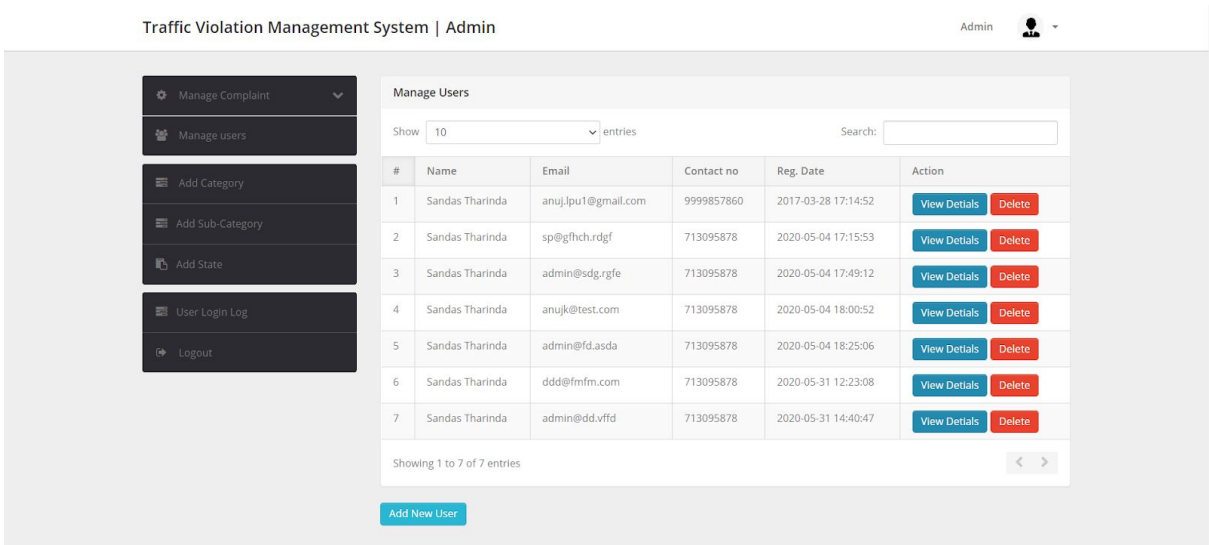 Traffic Violation Management System | Admin
Admin
Manage Complaint
Manage users
Add Category
Add Sub-Category
Add State
User Login Log
Logout
Manage Users
Show 10 entries Search:
# Name Email Contact no Reg. Date Action
1 Sandas Tharinda anuj.lpu1@gmail.com 9999857860 2017-03-28 17:14:52 View Detials Delete
2 Sandas Tharinda sp@gfhch.rdgf 713095878 2020-05-04 17:15:53 View Detials Delete
3 Sandas Tharinda admin@sdg.rgfe 713095878 2020-05-04 17:49:12 View Detials Delete
4 Sandas Tharinda anujk@test.com 713095878 2020-05-04 18:00:52 View Detials Delete
5 Sandas Tharinda admin@fd.asda 713095878 2020-05-04 18:25:06 View Detials Delete
6 Sandas Tharinda ddd@fmfm.com 713095878 2020-05-31 12:23:08 View Detials Delete
7 Sandas Tharinda admin@dd.vffd 713095878 2020-05-31 14:40:47 View Detials Delete
Showing 1 to 7 of 7 entries
Add New User